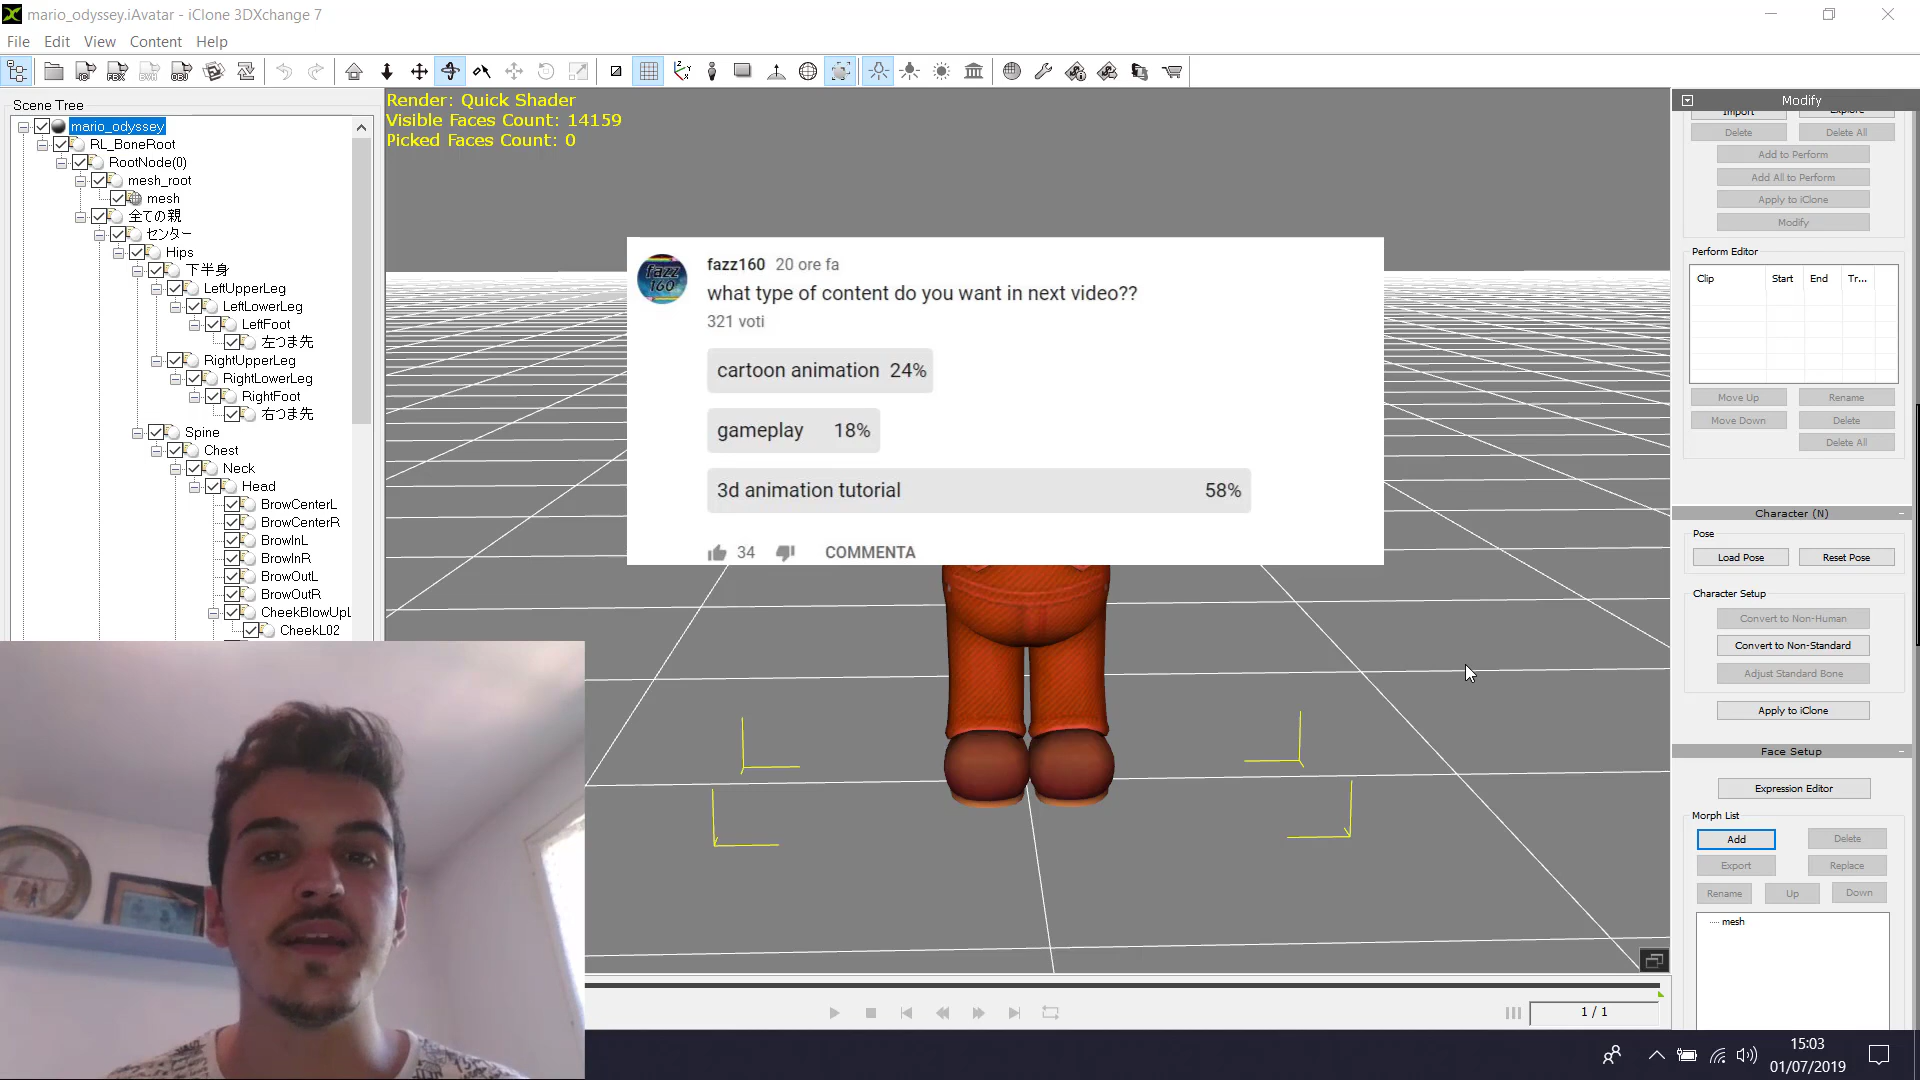 mario_odyssey.iAvatar - iClone 3DXchange 7
File Edit View Content Help
Scene Tree
mario_odyssey
RL_BoneRoot
RootNode(0)
mesh_root
mesh
全ての親
センター
Hips
下半身
LeftUpperLeg
LeftLowerLeg
LeftFoot
左つま先
RightUpperLeg
RightLowerLeg
RightFoot
右つま先
Spine
Chest
Neck
Head
BrowCenterL
BrowCenterR
BrowInL
BrowInR
BrowOutL
BrowOutR
CheekBlowUpL
CheekL02
Render: Quick Shader
Visible Faces Count: 14159
Picked Faces Count: 0
fazz 160
fazz160 20 ore fa
what type of content do you want in next video??
321 voti
cartoon animation 24%
gameplay 18%
3d animation tutorial 58%
34 COMMENTA
1 / 1
Modify
Import Explore
Delete Delete All
Add to Perform
Add All to Perform
Apply to iClone
Modify
Perform Editor
Clip Start End Tr...
Move Up Rename
Move Down Delete
Delete All
Character (N)
Pose
Load Pose Reset Pose
Character Setup
Convert to Non-Human
Convert to Non-Standard
Adjust Standard Bone
Apply to iClone
Face Setup
Expression Editor
Morph List
Add Delete
Export Replace
Rename Up Down
mesh
15:03
01/07/2019